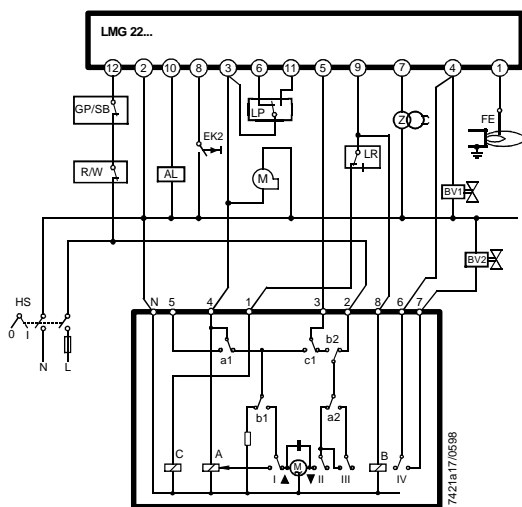 LMG 22...
12 2 10 8 3 6 11 5 9 7 4 1
GP/SB
LP
Z
FE
EK2
R/W
AL
M
LR
BV1
BV2
HS
0 I
N L
N 5 4 1 3 2 8 6 7
a1 c1 b2
b1 a2
C A I M II III B IV
7421a17/0598